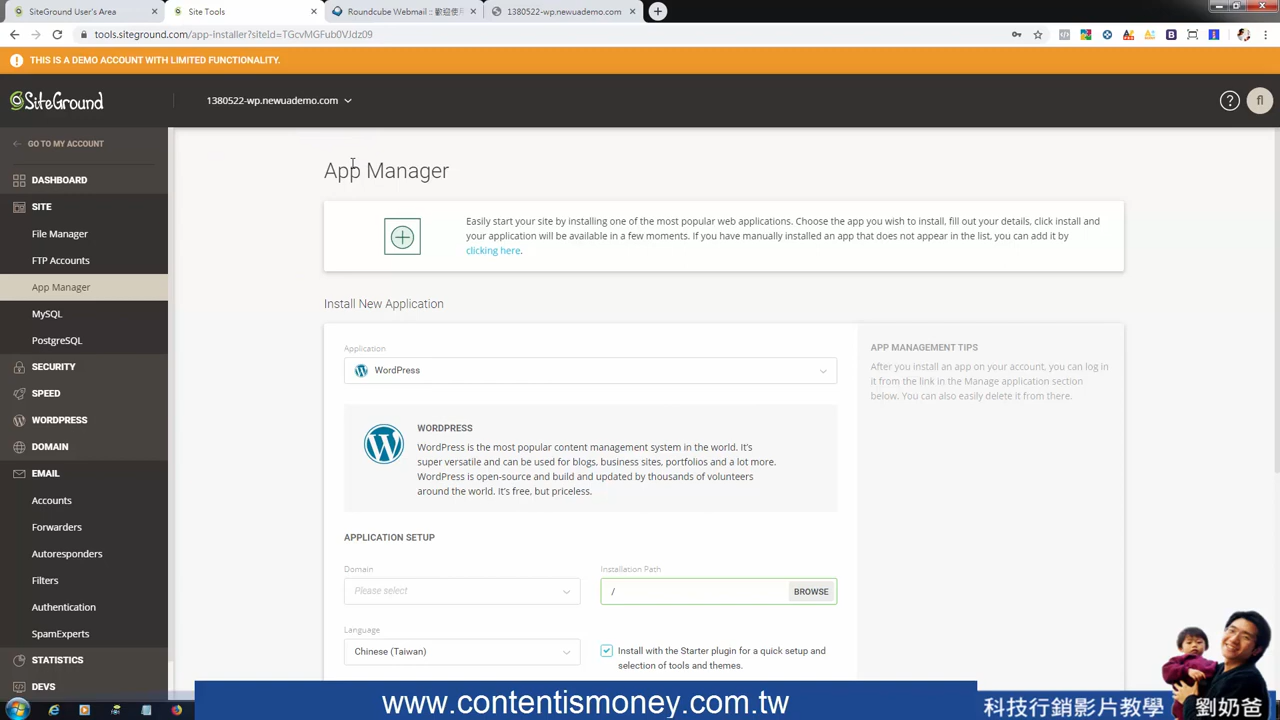 SiteGround User's Area
Site Tools
Roundcube Webmail :: 歡迎使用
1380522-wp.newuademo.com
tools.siteground.com/app-installer?siteId=TGcvMGFub0VJdz09
THIS IS A DEMO ACCOUNT WITH LIMITED FUNCTIONALITY.
SiteGround
1380522-wp.newuademo.com
fl
GO TO MY ACCOUNT
DASHBOARD
SITE
File Manager
FTP Accounts
App Manager
MySQL
PostgreSQL
SECURITY
SPEED
WORDPRESS
DOMAIN
EMAIL
Accounts
Forwarders
Autoresponders
Filters
Authentication
SpamExperts
STATISTICS
DEVS
App Manager
Easily start your site by installing one of the most popular web applications. Choose the app you wish to install, fill out your details, click install and
your application will be available in a few moments. If you have manually installed an app that does not appear in the list, you can add it by
clicking here.
Install New Application
Application
WordPress
WORDPRESS
WordPress is the most popular content management system in the world. It's
super versatile and can be used for blogs, business sites, portfolios and a lot more.
WordPress is open-source and build and updated by thousands of volunteers
around the world. It's free, but priceless.
APPLICATION SETUP
Domain
Please select
Installation Path
/
BROWSE
Language
Chinese (Taiwan)
Install with the Starter plugin for a quick setup and
selection of tools and themes.
APP MANAGEMENT TIPS
After you install an app on your account, you can log in
it from the link in the Manage application section
below. You can also easily delete it from there.
www.contentismoney.com.tw
科技行銷影片教學
劉奶爸